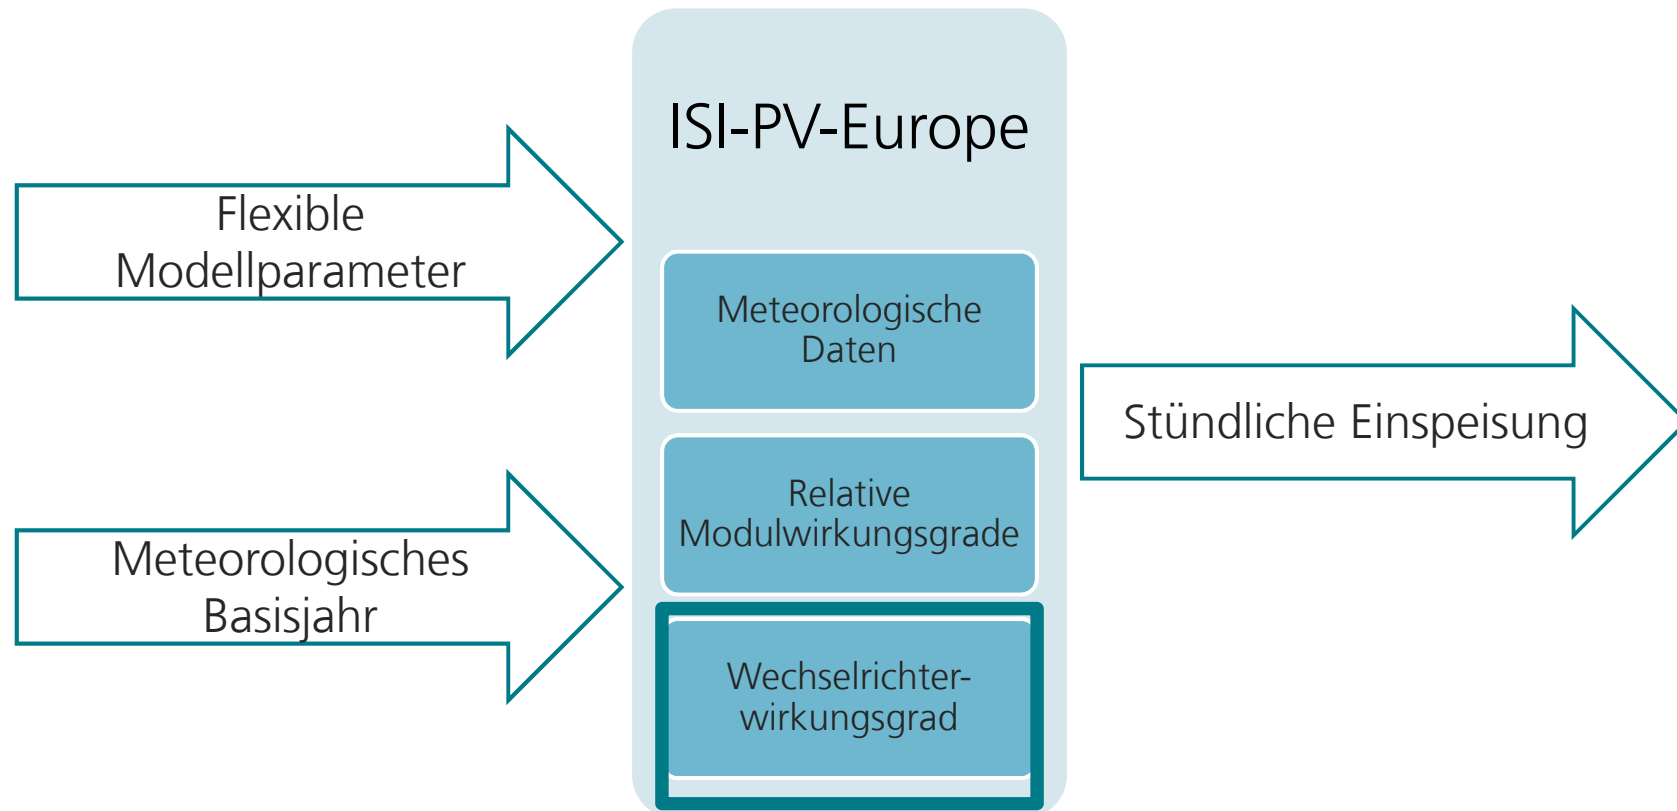 ISI-PV-Europe
Flexible
Modellparameter
Meteorologisches
Basisjahr
Meteorologische
Daten
Relative
Modulwirkungsgrade
Wechselrichter-
wirkungsgrad
Stündliche Einspeisung